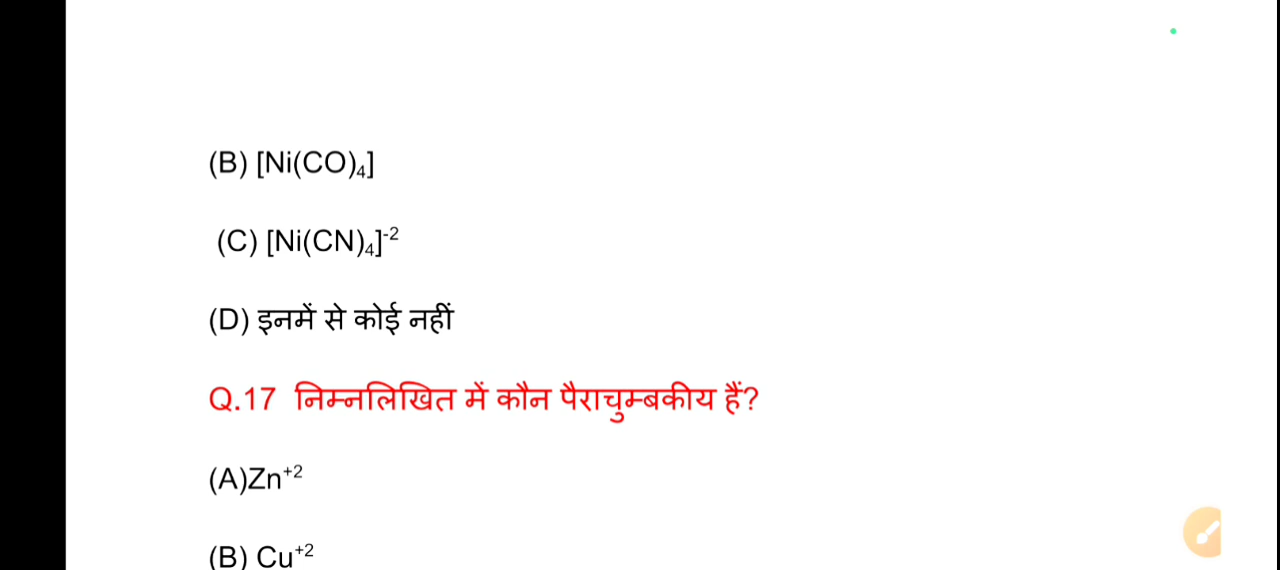 (B) [Ni(CO)₄]
(C) [Ni(CN)₄]⁻²
(D) इनमें से कोई नहीं
Q.17 निम्नलिखित में कौन पैराचुम्बकीय हैं?
(A)Zn⁺²
(B) Cu⁺²